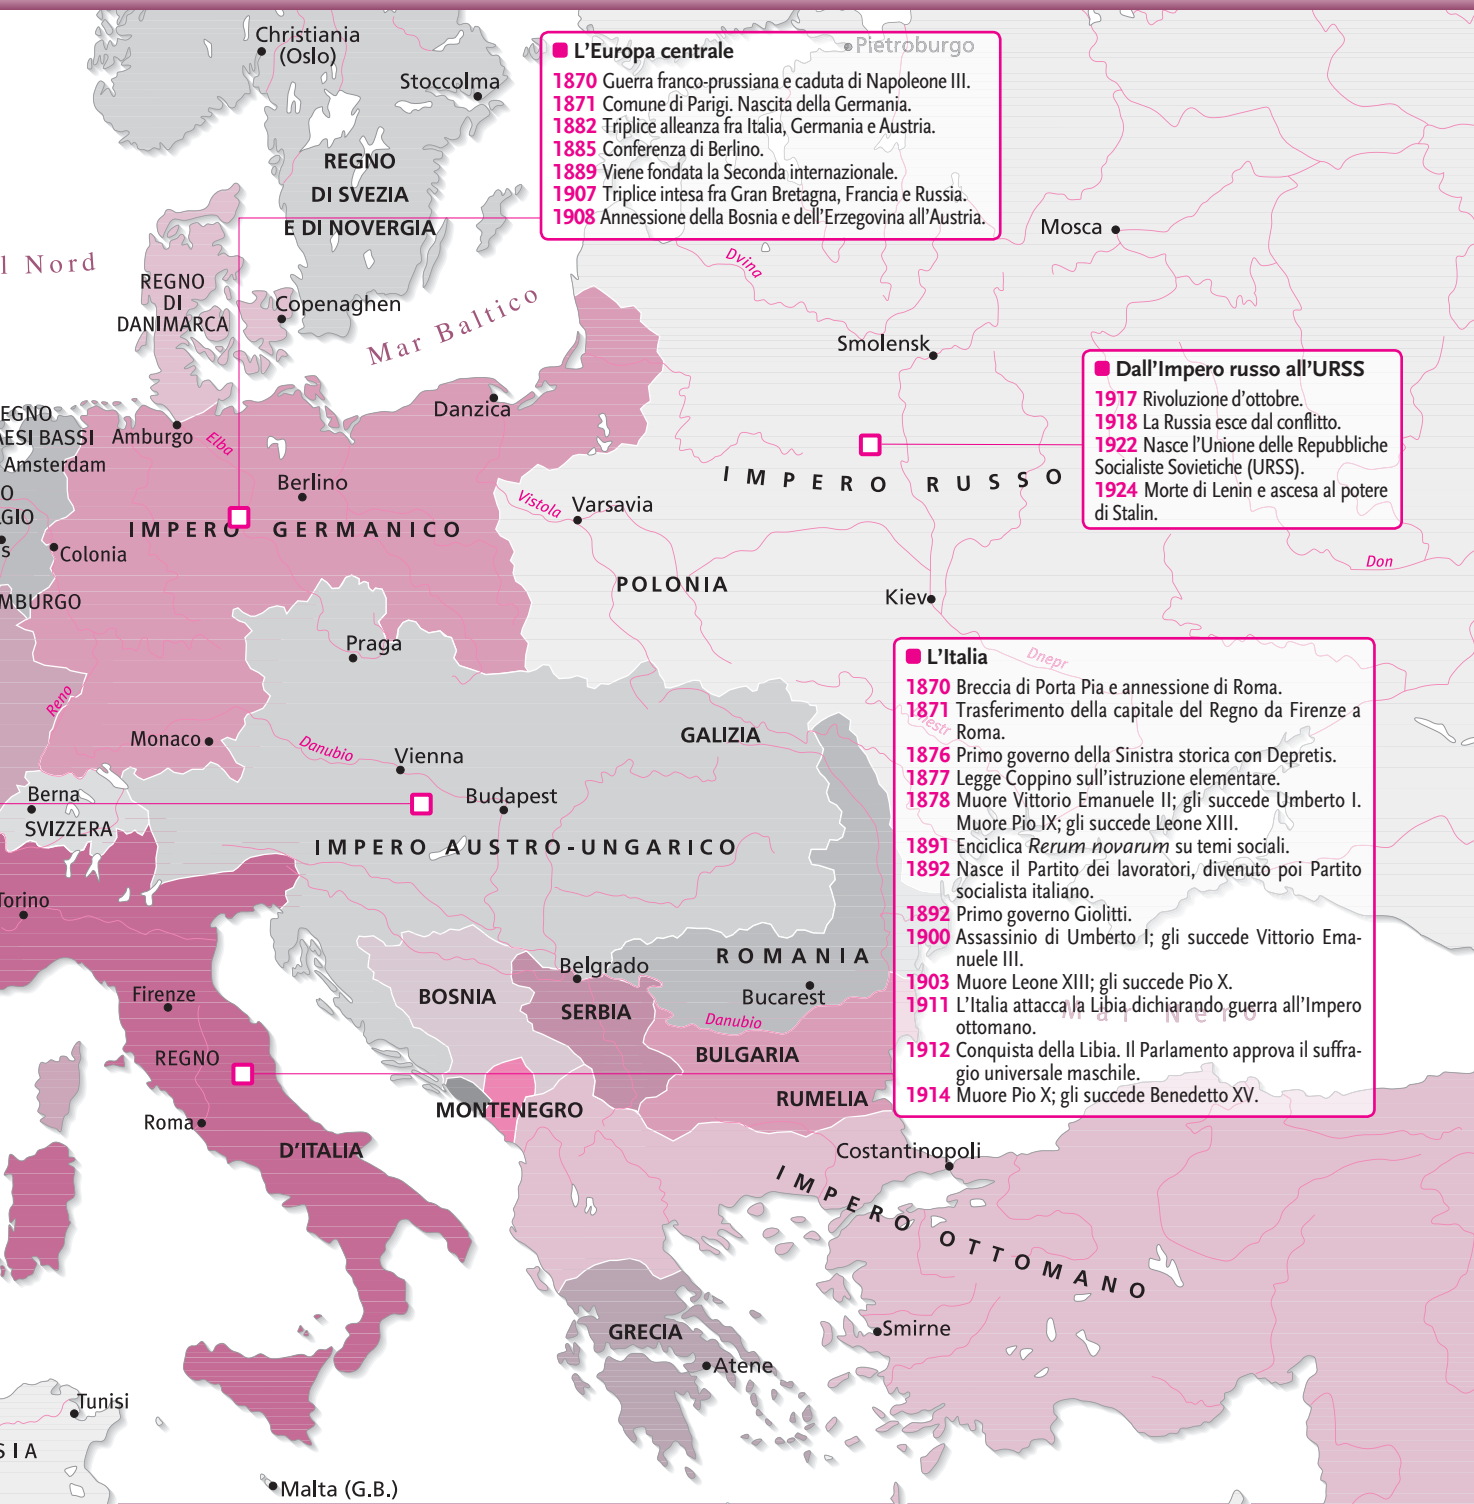 Christiania
(Oslo)
Stoccolma
REGNO
DI SVEZIA
E DI NOVERGIA
l Nord
REGNO
DI
DANIMARCA
Copenaghen
Mar Baltico
L'Europa centrale
1870 Guerra franco-prussiana e caduta di Napoleone III.
1871 Comune di Parigi. Nascita della Germania.
1882 Triplice alleanza fra Italia, Germania e Austria.
1885 Conferenza di Berlino.
1889 Viene fondata la Seconda internazionale.
1907 Triplice intesa fra Gran Bretagna, Francia e Russia.
1908 Annessione della Bosnia e dell'Erzegovina all'Austria.
Pietroburgo
Mosca
Dvina
Smolensk
Dall'Impero russo all'URSS
1917 Rivoluzione d'ottobre.
1918 La Russia esce dal conflitto.
1922 Nasce l'Unione delle Repubbliche
Socialiste Sovietiche (URSS).
1924 Morte di Lenin e ascesa al potere
di Stalin.
IMPERO RUSSO
Don
Danzica
EGNO
AESI BASSI
Amsterdam
Amburgo
Elba
Berlino
O
GIO
s
IMPERO GERMANICO
Colonia
MBURGO
Vistola
Varsavia
POLONIA
Kiev
Praga
Reno
Monaco
Danubio
Vienna
GALIZIA
Berna
SVIZZERA
Budapest
IMPERO AUSTRO-UNGARICO
Torino
L'Italia
1870 Breccia di Porta Pia e annessione di Roma.
1871 Trasferimento della capitale del Regno da Firenze a
Roma.
1876 Primo governo della Sinistra storica con Depretis.
1877 Legge Coppino sull'istruzione elementare.
1878 Muore Vittorio Emanuele II; gli succede Umberto I.
Muore Pio IX; gli succede Leone XIII.
1891 Enciclica Rerum novarum su temi sociali.
1892 Nasce il Partito dei lavoratori, divenuto poi Partito
socialista italiano.
1892 Primo governo Giolitti.
1900 Assassinio di Umberto I; gli succede Vittorio Ema-
nuele III.
1903 Muore Leone XIII; gli succede Pio X.
1911 L'Italia attacca la Libia dichiarando guerra all'Impero
ottomano.
1912 Conquista della Libia. Il Parlamento approva il suffra-
gio universale maschile.
1914 Muore Pio X; gli succede Benedetto XV.
Dnepr
Mar Nero
ROMANIA
Bucarest
Belgrado
BOSNIA
SERBIA
Danubio
BULGARIA
RUMELIA
MONTENEGRO
Firenze
REGNO
Roma
D'ITALIA
Costantinopoli
IMPERO OTTOMANO
Smirne
GRECIA
Atene
Tunisi
SIA
Malta (G.B.)